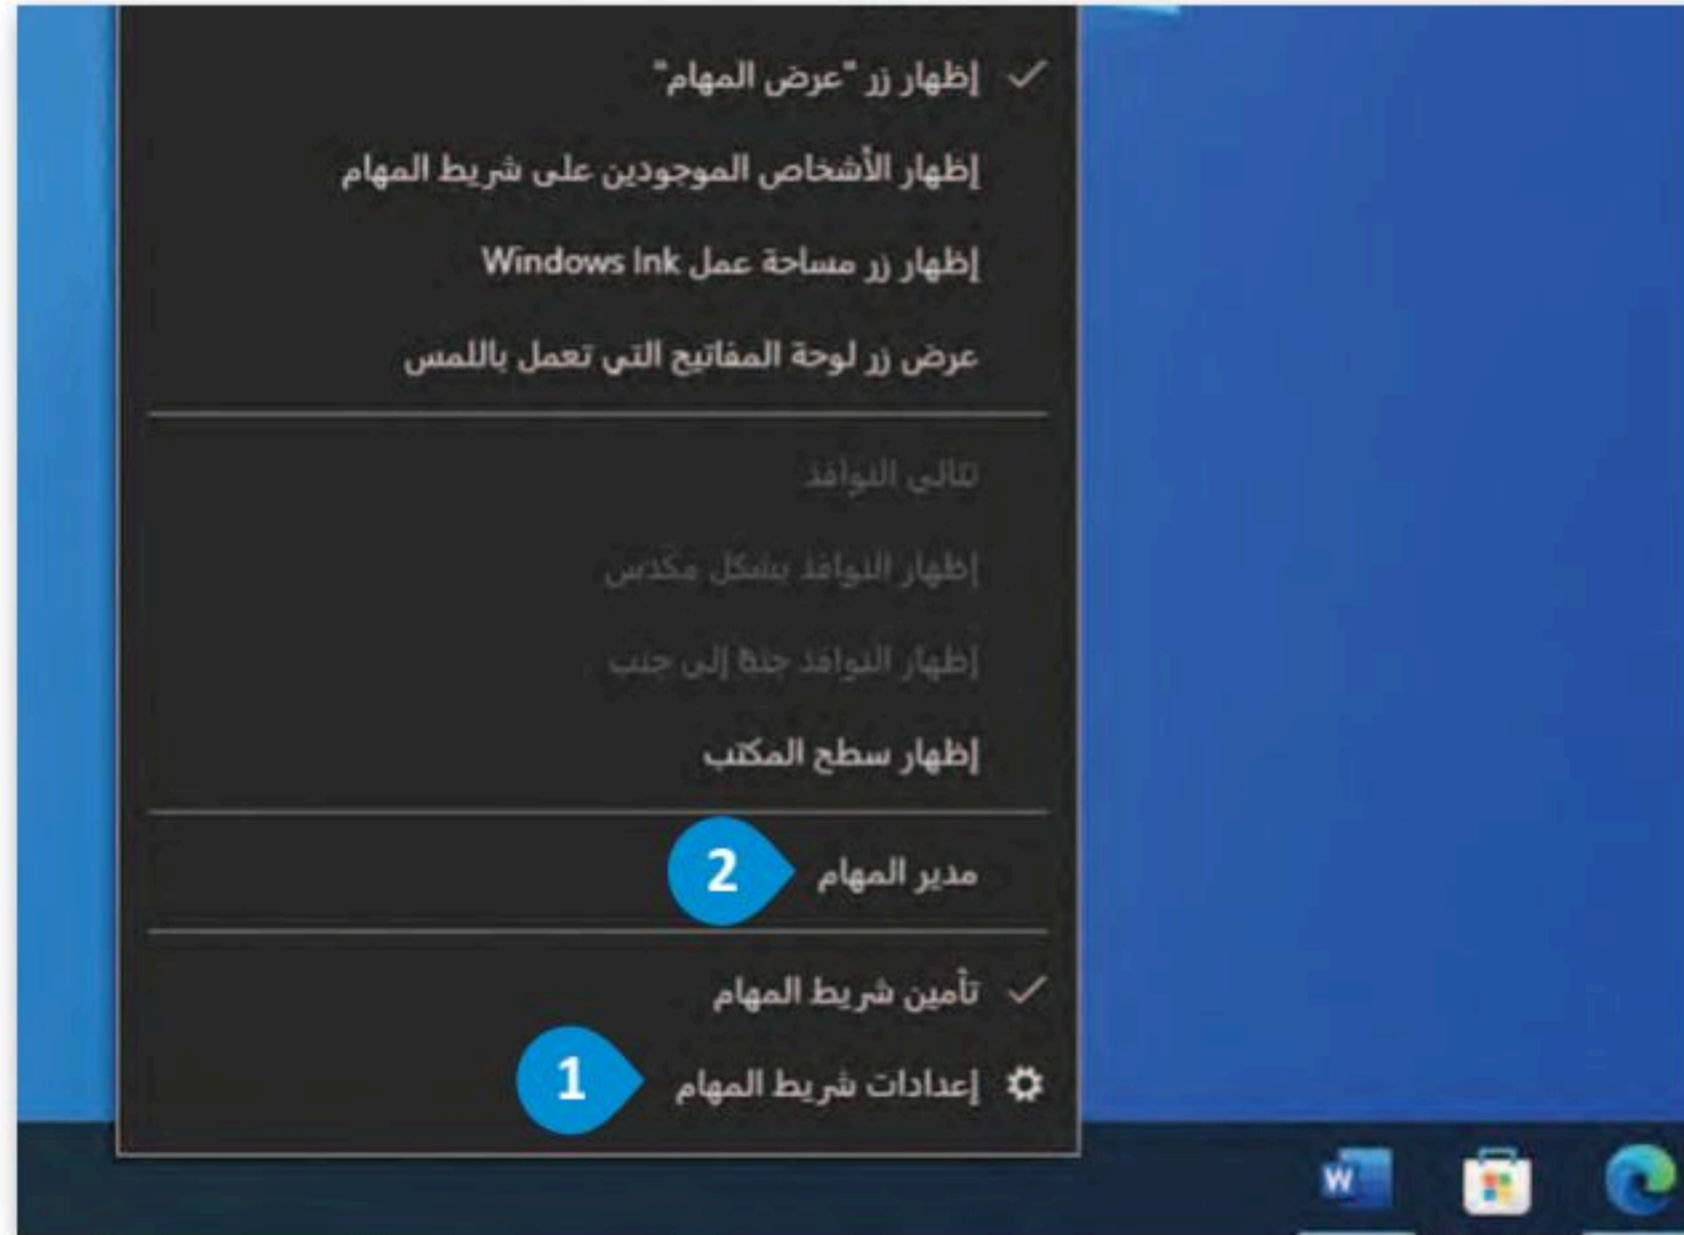 إظهار زر "عرض المهام"
إظهار الأشخاص الموجودين على شريط المهام
إظهار زر مساحة عمل Windows Ink
عرض زر لوحة المفاتيح التي تعمل باللمس
تتالي النوافذ
إظهار النوافذ بشكل مكدس
إظهار النوافذ جنبًا إلى جنب
إظهار سطح المكتب
مدير المهام 2
تأمين شريط المهام
إعدادات شريط المهام 1
W